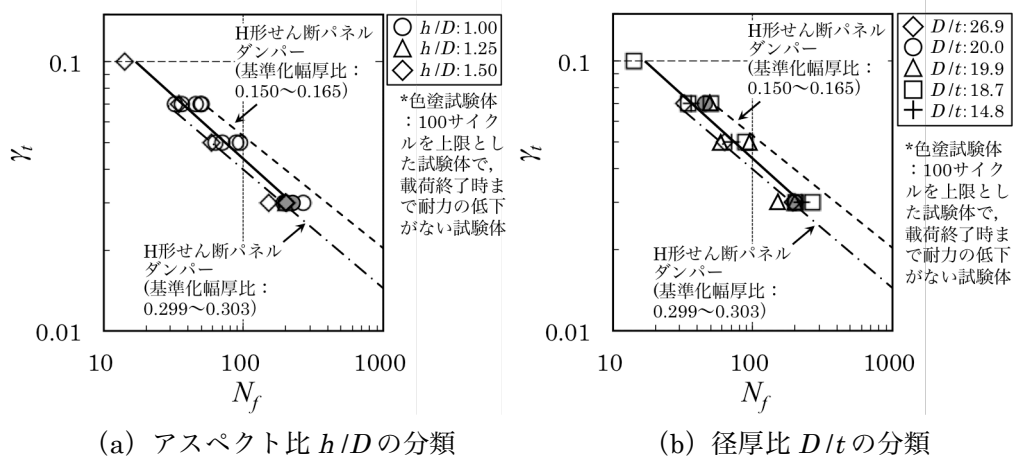 H形せん断パネル
ダンパー
(基準化幅厚比：
0.150～0.165)
h/D: 1.00
h/D: 1.25
h/D: 1.50
*色塗試験体
：100サイク
ルを上限とし
た試験体で，
載荷終了時ま
で耐力の低下
がない試験体
0.1
γt
0.01
H形せん断パネル
ダンパー
(基準化幅厚比：
0.299～0.303)
10
100
1000
Nf
(a) アスペクト比 h/Dの分類
H形せん断パネル
ダンパー
(基準化幅厚比：
0.150～0.165)
D/t: 26.9
D/t: 20.0
D/t: 19.9
D/t: 18.7
D/t: 14.8
*色塗試験体
：100サイク
ルを上限とし
た試験体で，
載荷終了時ま
で耐力の低下
がない試験体
0.1
γt
0.01
H形せん断パネル
ダンパー
(基準化幅厚比：
0.299～0.303)
10
100
1000
Nf
(b) 径厚比 D/tの分類